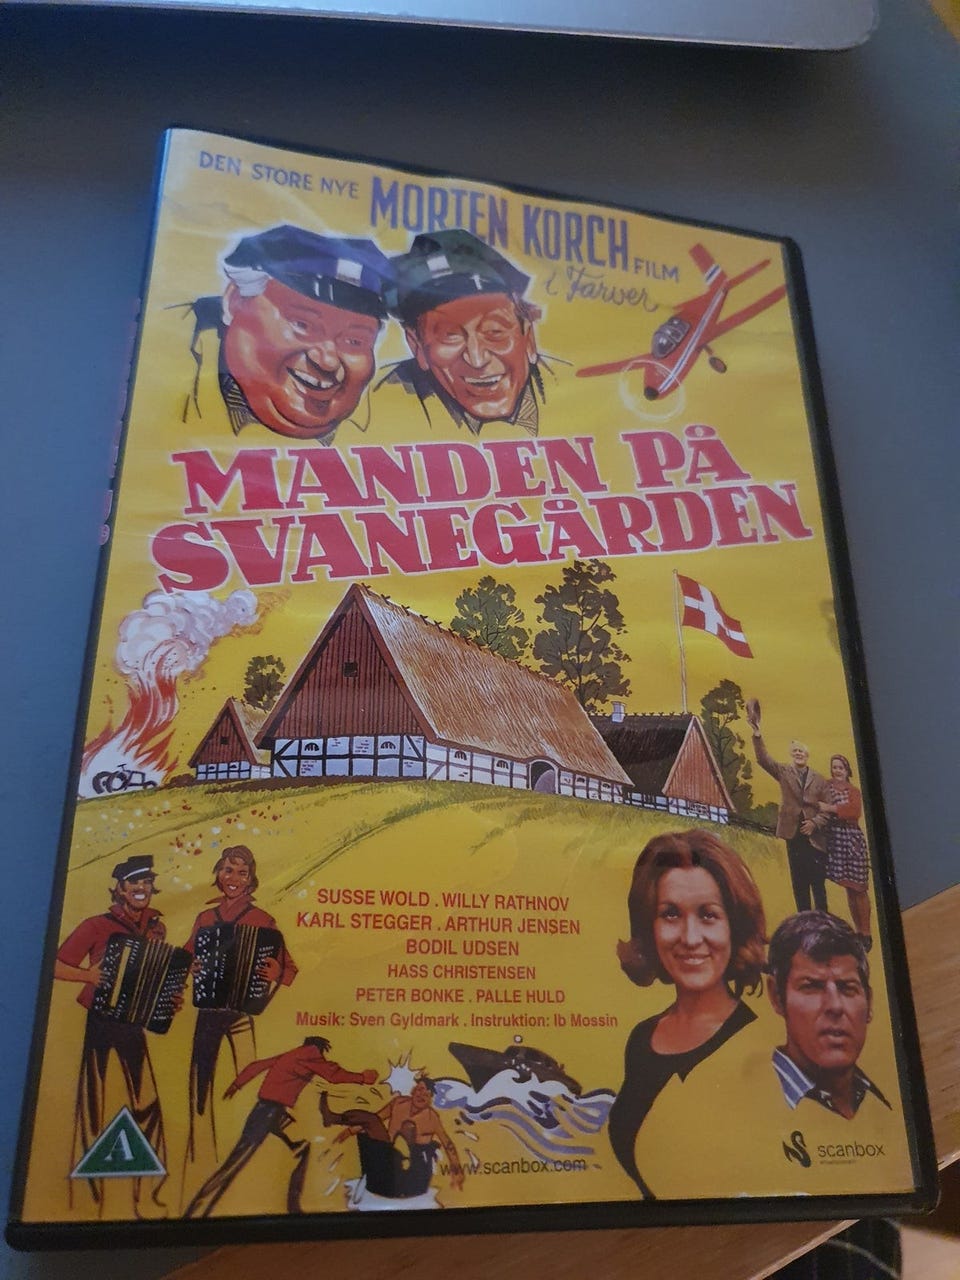 DEN STORE NYE
MORTEN KORCH
FILM
i Farver
MANDEN PÅ
SVANEGÅRDEN
SUSSE WOLD . WILLY RATHNOV
KARL STEGGER . ARTHUR JENSEN
BODIL UDSEN
HASS CHRISTENSEN
PETER BONKE . PALLE HULD
Musik: Sven Gyldmark . Instruktion: Ib Mossin
A
www.scanbox.com
scanbox